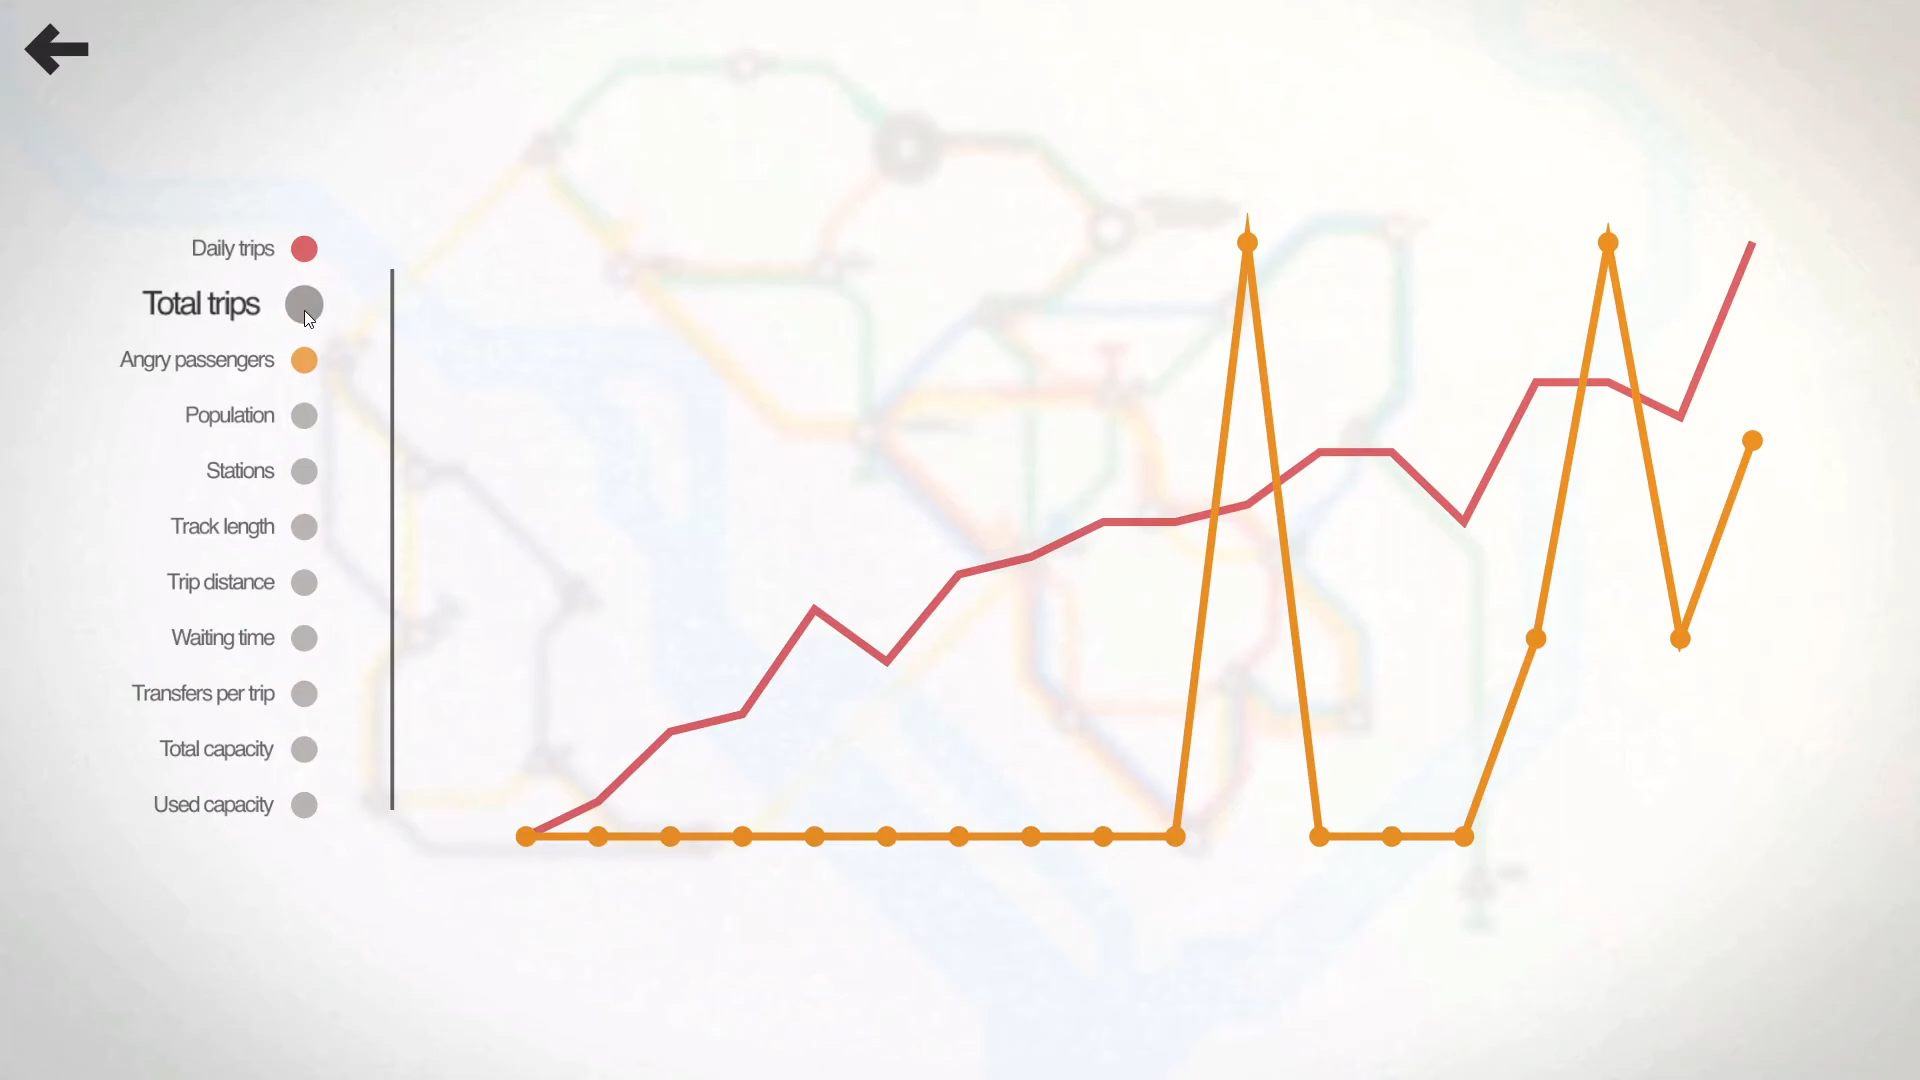 Daily trips
Total trips
Angry passengers
Population
Stations
Track length
Trip distance
Waiting time
Transfers per trip
Total capacity
Used capacity